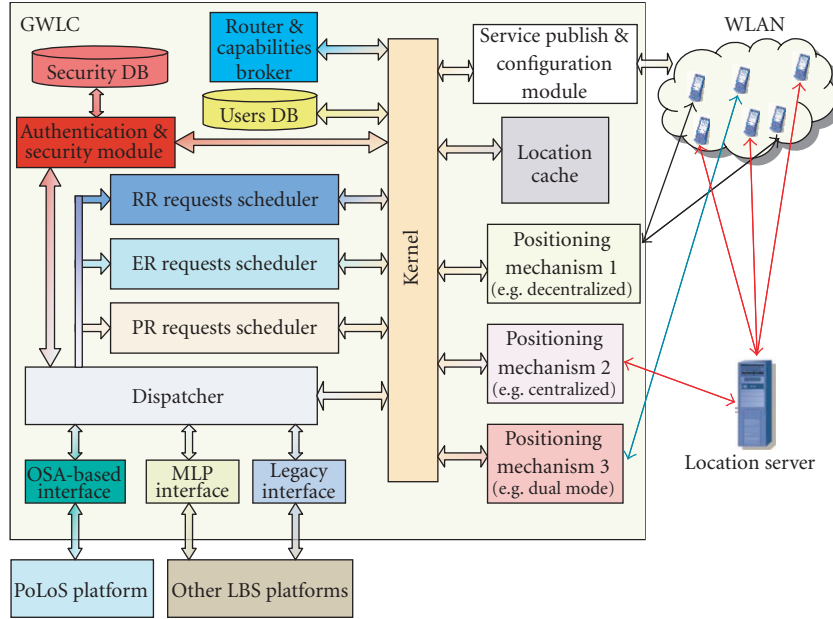 GWLC
Router &
capabilities
broker
Service publish &
configuration
module
WLAN
Security DB
Users DB
Authentication &
security module
Location
cache
RR requests scheduler
ER requests scheduler
PR requests scheduler
Kernel
Positioning
mechanism 1
(e.g. decentralized)
Positioning
mechanism 2
(e.g. centralized)
Dispatcher
Positioning
mechanism 3
(e.g. dual mode)
Location server
OSA-based
interface
MLP
interface
Legacy
interface
PoLoS platform
Other LBS platforms